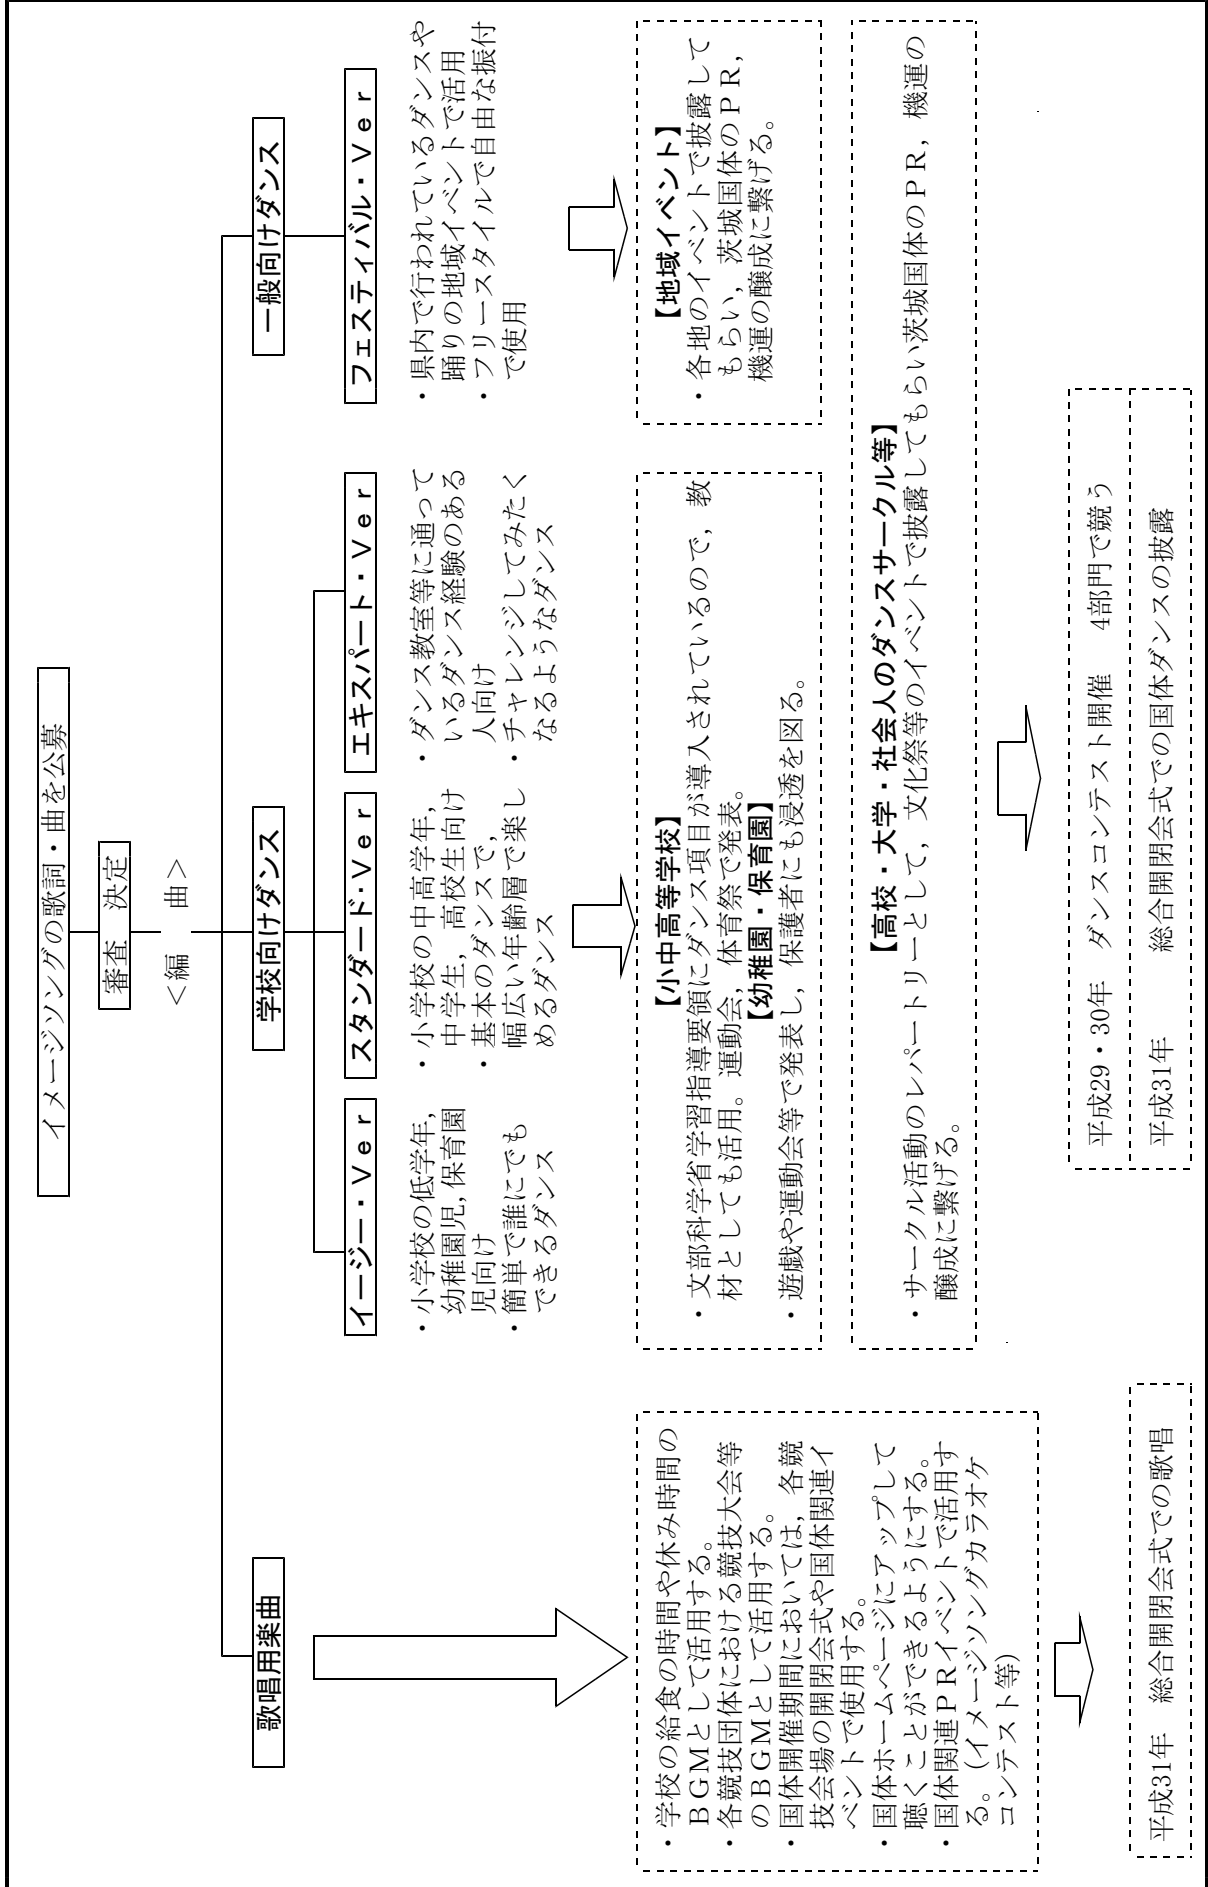 イメージソングの歌詞・曲を公募
審査　決定
＜編　　曲＞
歌唱用楽曲
学校向けダンス
一般向けダンス
イージー・Ｖｅｒ
スタンダード・Ｖｅｒ
エキスパート・Ｖｅｒ
フェスティバル・Ｖｅｒ
・小学校の低学年，
幼稚園児，保育園
児向け
・簡単で誰にでも
できるダンス
・小学校の中高学年，
中学生，高校生向け
・基本のダンスで，
幅広い年齢層で楽し
めるダンス
・ダンス教室等に通って
いるダンス経験のある
人向け
・チャレンジしてみたく
なるようなダンス
・県内で行われているダンスや
踊りの地域イベントで活用
・フリースタイルで自由な振付
で使用
・学校の給食の時間や休み時間の
ＢＧＭとして活用する。
・各競技団体における競技大会等
のＢＧＭとして活用する。
・国体開催期間においては，各競
技会場の開閉会式や国体関連イ
ベントで使用する。
・国体ホームページにアップして
聴くことができるようにする。
・国体関連ＰＲイベントで活用す
る。（イメージソングカラオケ
コンテスト等）
【小中高等学校】
・文部科学省学習指導要領にダンス項目が導入されているので，教
材としても活用。運動会，体育祭で発表。
【幼稚園・保育園】
・遊戯や運動会等で発表し，保護者にも浸透を図る。
【地域イベント】
・各地のイベントで披露して
もらい，茨城国体のＰＲ，
機運の醸成に繋げる。
【高校・大学・社会人のダンスサークル等】
・サークル活動のレパートリーとして，文化祭等のイベントで披露してもらい茨城国体のＰＲ，機運の
醸成に繋げる。
平成31年　総合開閉会式での歌唱
平成29・30年　ダンスコンテスト開催　4部門で競う
平成31年　総合開閉会式での国体ダンスの披露